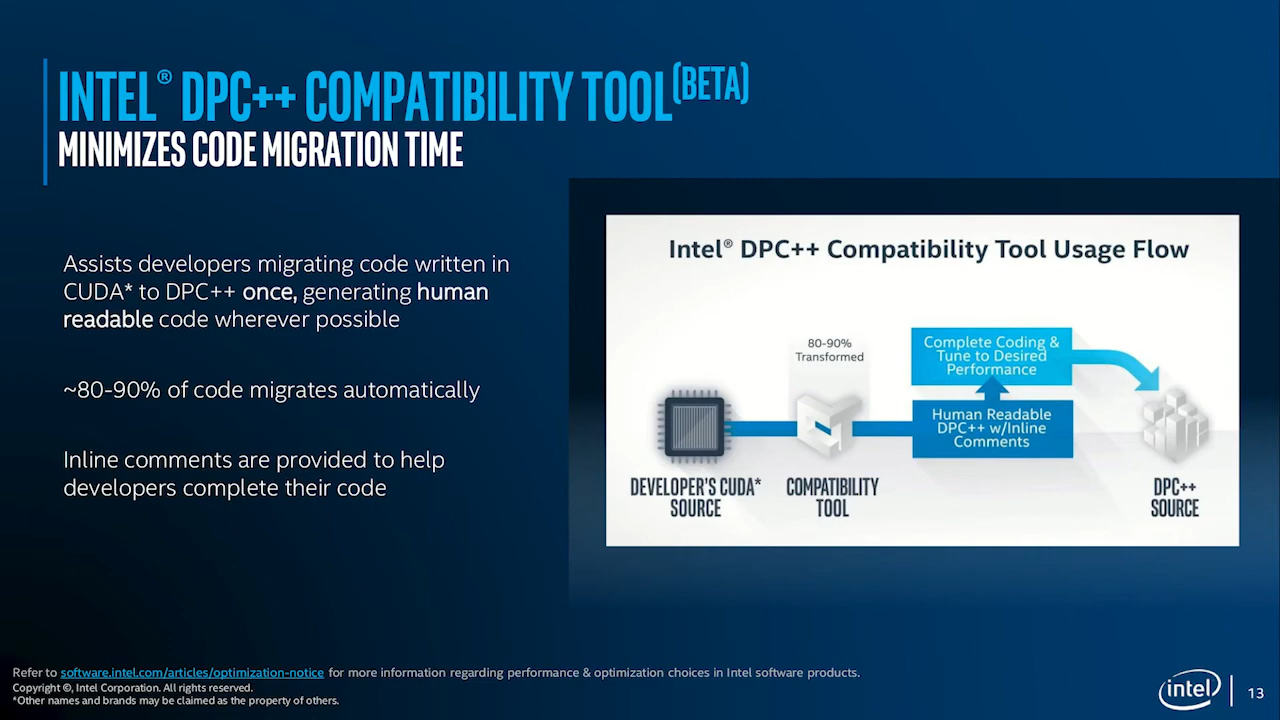 INTEL® DPC++ COMPATIBILITY TOOL(BETA)
MINIMIZES CODE MIGRATION TIME
Assists developers migrating code written in
CUDA* to DPC++ once, generating human
readable code wherever possible
~80-90% of code migrates automatically
Inline comments are provided to help
developers complete their code
Intel® DPC++ Compatibility Tool Usage Flow
80-90%
Transformed
Complete Coding &
Tune to Desired
Performance
Human Readable
DPC++ w/Inline
Comments
DEVELOPER'S CUDA*
SOURCE
COMPATIBILITY
TOOL
DPC++
SOURCE
Refer to software.intel.com/articles/optimization-notice for more information regarding performance & optimization choices in Intel software products.
Copyright ©, Intel Corporation. All rights reserved.
*Other names and brands may be claimed as the property of others.
intel
13